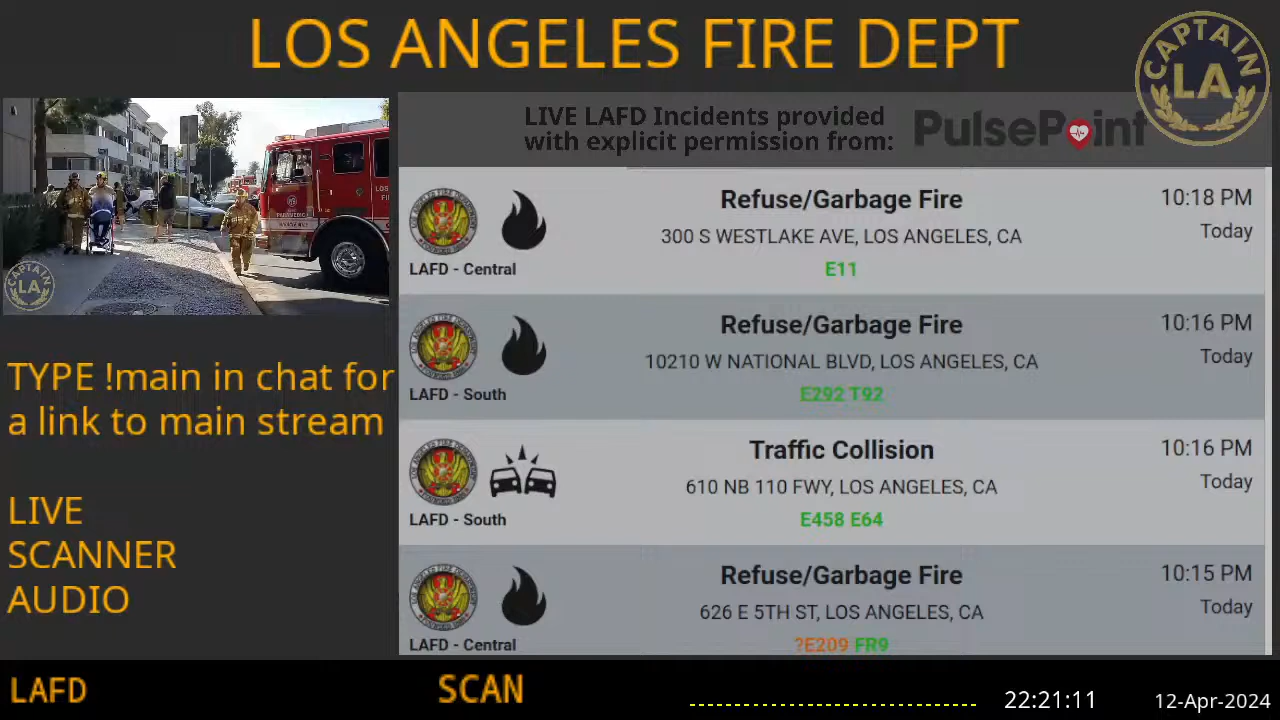 LOS ANGELES FIRE DEPT
CAPTAIN
LA
LIVE LAFD Incidents provided
with explicit permission from:
PulsePoint
Refuse/Garbage Fire
10:18 PM
300 S WESTLAKE AVE, LOS ANGELES, CA
Today
LAFD - Central
E11
Refuse/Garbage Fire
10:16 PM
10210 W NATIONAL BLVD, LOS ANGELES, CA
Today
LAFD - South
E292 T92
Traffic Collision
10:16 PM
610 NB 110 FWY, LOS ANGELES, CA
Today
LAFD - South
E458 E64
Refuse/Garbage Fire
10:15 PM
626 E 5TH ST, LOS ANGELES, CA
Today
LAFD - Central
?E209 FR9
CAPTAIN
LA
TYPE !main in chat for
a link to main stream
LIVE
SCANNER
AUDIO
LAFD
SCAN
22:21:11
12-Apr-2024